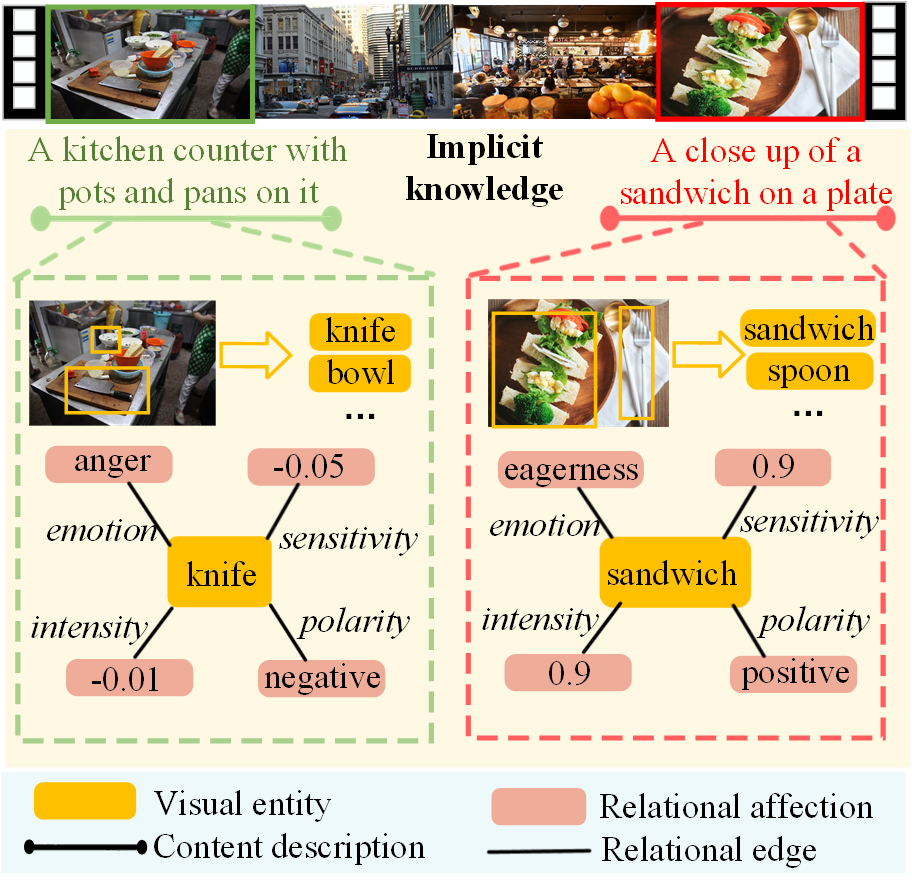 A kitchen counter with
pots and pans on it
Implicit
knowledge
A close up of a
sandwich on a plate
knife
bowl
...
sandwich
spoon
...
anger
-0.05
emotion
sensitivity
knife
intensity
polarity
-0.01
negative
eagerness
0.9
emotion
sensitivity
sandwich
intensity
polarity
0.9
positive
Visual entity
Relational affection
Content description
Relational edge